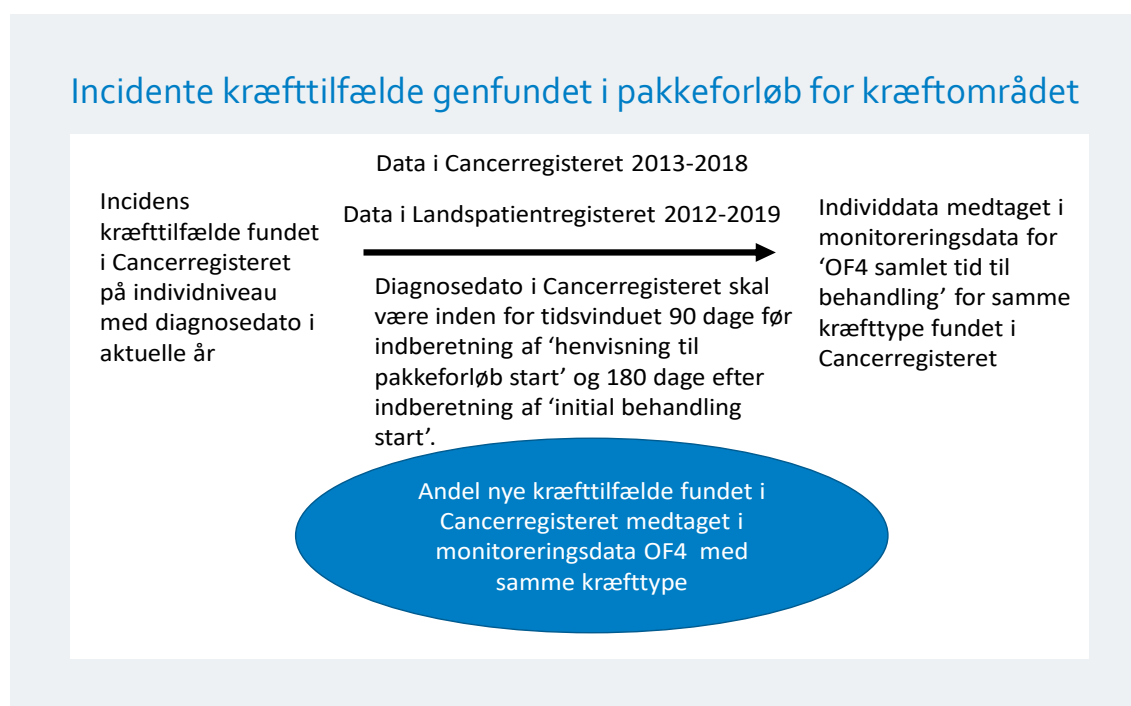 Incidente kræfttilfælde genfundet i pakkeforløb for kræftområdet
Data i Cancerregisteret 2013-2018
Incidens
kræfttilfælde fundet
i Cancerregisteret
på individniveau
med diagnosedato i
aktuelle år
Data i Landspatientregisteret 2012-2019
Diagnosedato i Cancerregisteret skal
være inden for tidsvinduet 90 dage før
indberetning af ‘henvisning til
pakkeforløb start’ og 180 dage efter
indberetning af ‘initial behandling
start’.
Individdata medtaget i
monitoreringsdata for
‘OF4 samlet tid til
behandling’ for samme
kræfttype fundet i
Cancerregisteret
Andel nye kræfttilfælde fundet i
Cancerregisteret medtaget i
monitoreringsdata OF4 med
samme kræfttype